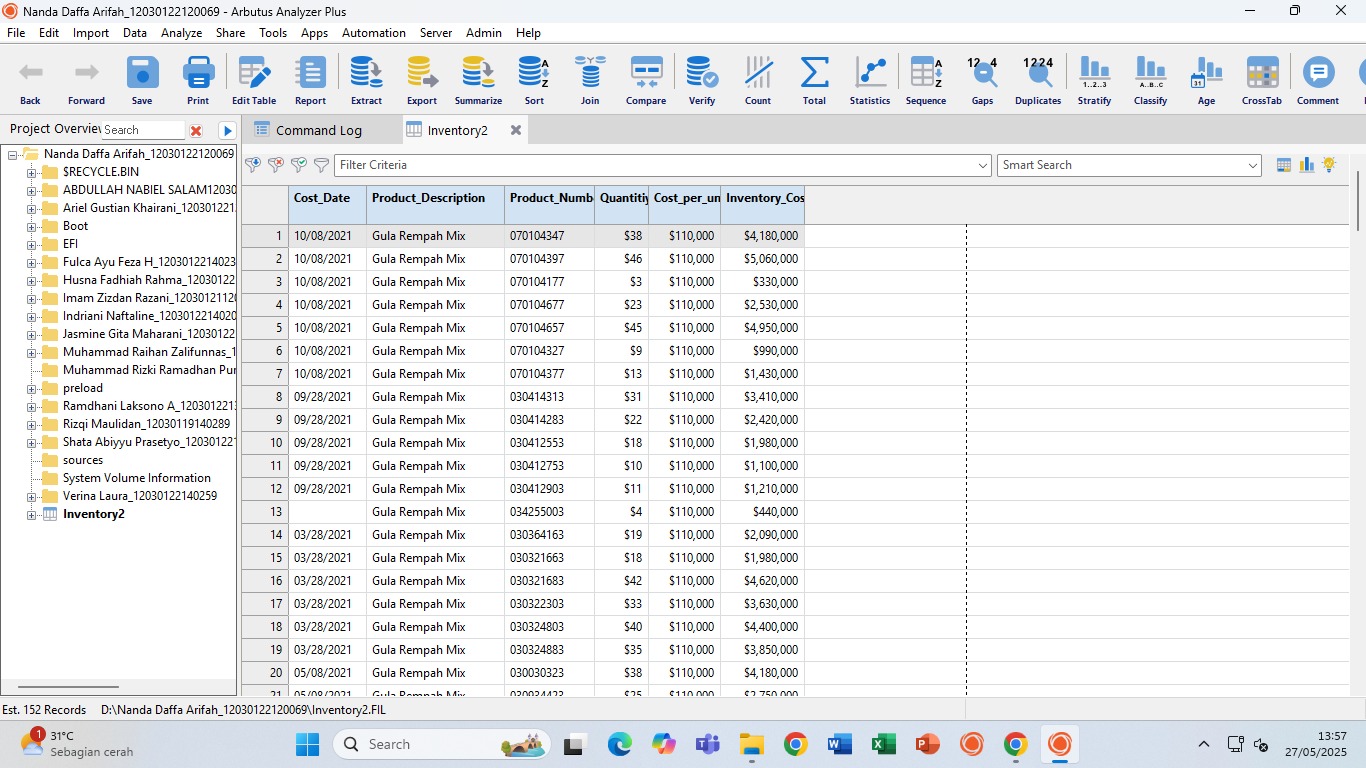 Nanda Daffa Arifah_12030122120069 - Arbutus Analyzer Plus
File Edit Import Data Analyze Share Tools Apps Automation Server Admin Help
Back Forward Save Print Edit Table Report Extract Export Summarize Sort Join Compare Verify Count Total Statistics Sequence Gaps Duplicates Stratify Classify Age CrossTab Comment
Project Overview Search
Command Log Inventory2
Nanda Daffa Arifah_12030122120069
$RECYCLE.BIN
ABDULLAH NABIEL SALAM12030
Ariel Gustian Khairani_120301221
Boot
EFI
Fulca Ayu Feza H_1203012214023
Husna Fadhiah Rahma_1203012
Imam Zizdan Razani_120301211120
Indriani Naftaline_1203012214020
Jasmine Gita Maharani_12030122
Muhammad Raihan Zalifunnas_1
Muhammad Rizki Ramadhan Pu
preload
Ramdhani Laksono A_120301221
Rizqi Maulidan_12030119140289
Shata Abiyyu Prasetyo_120301221
sources
System Volume Information
Verina Laura_12030122140259
Inventory2
Filter Criteria Smart Search
Cost_Date Product_Description Product_Numb Quantitiy Cost_per_un Inventory_Cos
1 10/08/2021 Gula Rempah Mix 070104347 $38 $110,000 $4,180,000
2 10/08/2021 Gula Rempah Mix 070104397 $46 $110,000 $5,060,000
3 10/08/2021 Gula Rempah Mix 070104177 $3 $110,000 $330,000
4 10/08/2021 Gula Rempah Mix 070104677 $23 $110,000 $2,530,000
5 10/08/2021 Gula Rempah Mix 070104657 $45 $110,000 $4,950,000
6 10/08/2021 Gula Rempah Mix 070104327 $9 $110,000 $990,000
7 10/08/2021 Gula Rempah Mix 070104377 $13 $110,000 $1,430,000
8 09/28/2021 Gula Rempah Mix 030414313 $31 $110,000 $3,410,000
9 09/28/2021 Gula Rempah Mix 030414283 $22 $110,000 $2,420,000
10 09/28/2021 Gula Rempah Mix 030412553 $18 $110,000 $1,980,000
11 09/28/2021 Gula Rempah Mix 030412753 $10 $110,000 $1,100,000
12 09/28/2021 Gula Rempah Mix 030412903 $11 $110,000 $1,210,000
13 Gula Rempah Mix 034255003 $4 $110,000 $440,000
14 03/28/2021 Gula Rempah Mix 030364163 $19 $110,000 $2,090,000
15 03/28/2021 Gula Rempah Mix 030321663 $18 $110,000 $1,980,000
16 03/28/2021 Gula Rempah Mix 030321683 $42 $110,000 $4,620,000
17 03/28/2021 Gula Rempah Mix 030322303 $33 $110,000 $3,630,000
18 03/28/2021 Gula Rempah Mix 030324803 $40 $110,000 $4,400,000
19 03/28/2021 Gula Rempah Mix 030324883 $35 $110,000 $3,850,000
20 05/08/2021 Gula Rempah Mix 030030323 $38 $110,000 $4,180,000
21 05/08/2021 Gula Rempah Mix 030934423 $25 $110,000 $2,750,000
Est. 152 Records D:\Nanda Daffa Arifah_12030122120069\Inventory2.FIL
1 31°C
Sebagian cerah
Search
13:57
27/05/2025